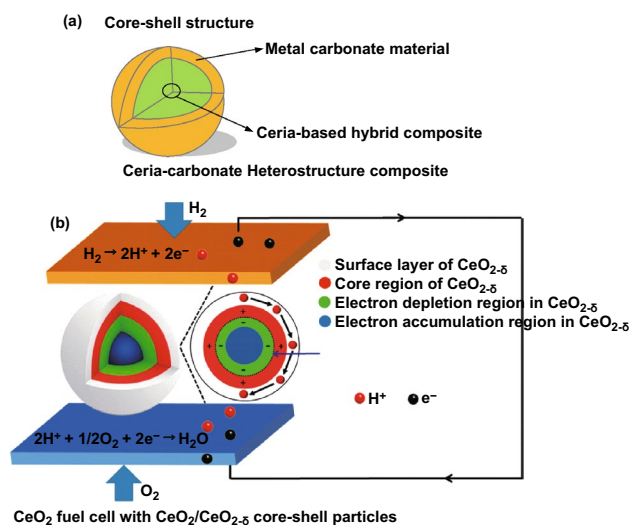 (a)
Core-shell structure
Metal carbonate material
Ceria-based hybrid composite
Ceria-carbonate Heterostructure composite
(b)
H₂
H₂→ 2H⁺ + 2e⁻
Surface layer of CeO₂₋δ
Core region of CeO₂₋δ
Electron depletion region in CeO₂₋δ
Electron accumulation region in CeO₂₋δ
+
-
+
-
-
+
+
-
-
+
-
+
H⁺
e⁻
2H⁺ + 1/2O₂ + 2e⁻→ H₂O
O₂
CeO₂ fuel cell with CeO₂/CeO₂₋δ core-shell particles